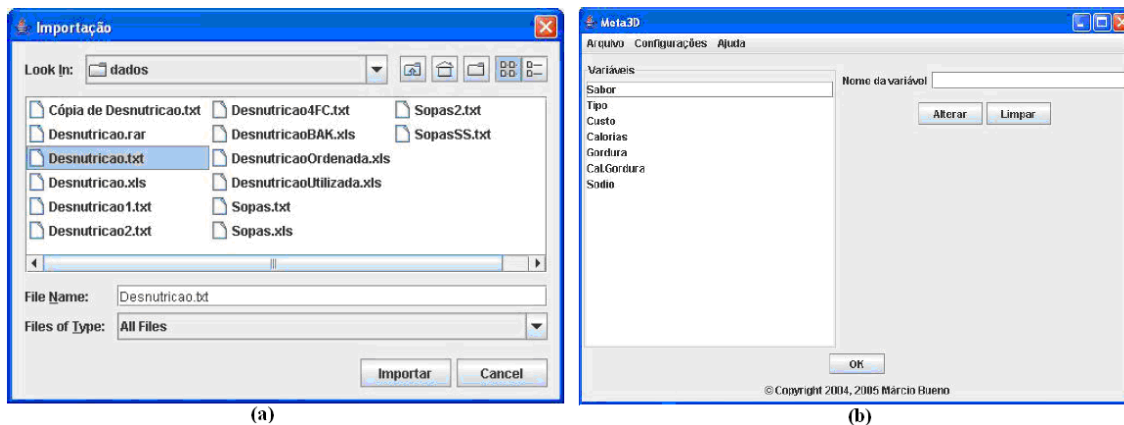 Importação
Look In: dados
Cópia de Desnutricao.txt Desnutricao4FC.txt Sopas2.txt
Desnutricao.rar DesnutricaoBAK.xls SopasSS.txt
Desnutricao.txt DesnutricaoOrdenada.xls
Desnutricao.xls DesnutricaoUtilizada.xls
Desnutricao1.txt Sopas.txt
Desnutricao2.txt Sopas.xls
File Name: Desnutricao.txt
Files of Type: All Files
Importar Cancel
(a)
Meta3D
Arquivo Configurações Ajuda
Variáveis
Nome da variável
Sabor
Tipo
Alterar Limpar
Custo
Calorias
Gordura
Cal.Gordura
Sodio
OK
© Copyright 2004, 2005 Márcio Bueno
(b)